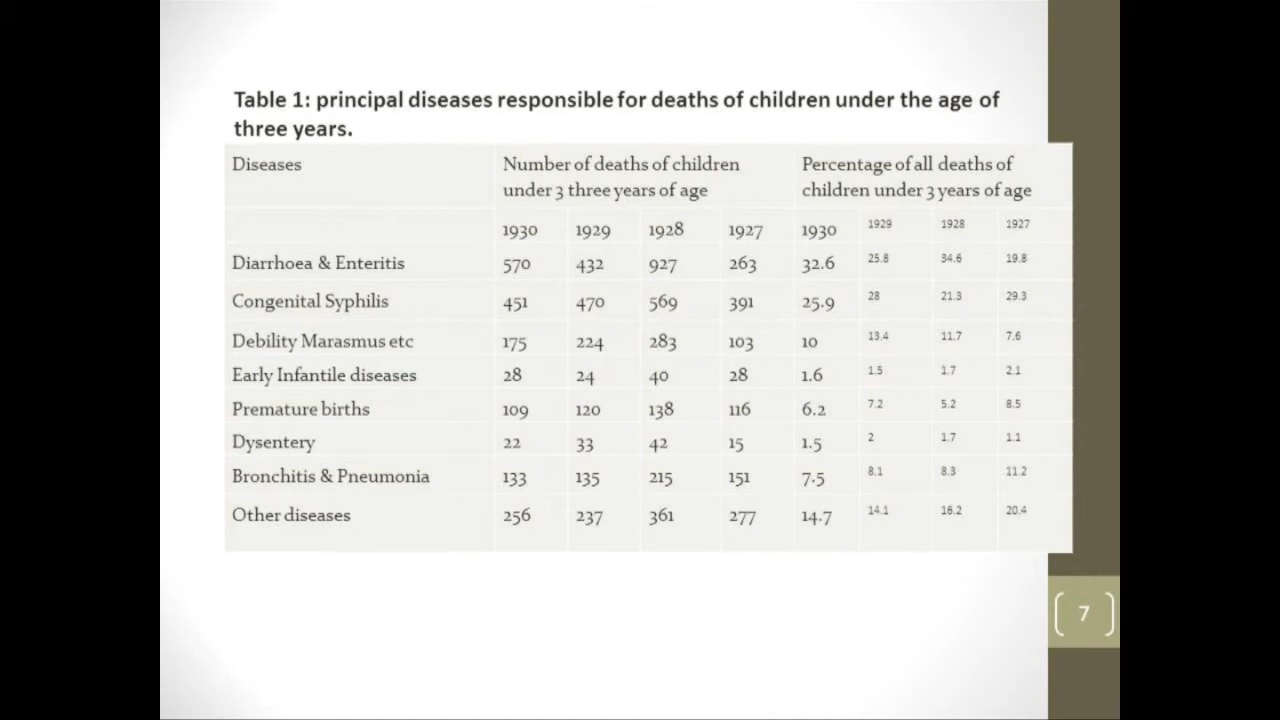 Table 1: principal diseases responsible for deaths of children under the age of
three years.
Diseases Number of deaths of children Percentage of all deaths of
under 3 three years of age children under 3 years of age
1930 1929 1928 1927 1930 1929 1928 1927
Diarrhoea & Enteritis 570 432 927 263 32.6 25.8 34.6 19.8
Congenital Syphilis 451 470 569 391 25.9 28 21.3 29.3
Debility Marasmus etc 175 224 283 103 10 13.4 11.7 7.6
Early Infantile diseases 28 24 40 28 1.6 1.5 1.7 2.1
Premature births 109 120 138 116 6.2 7.2 5.2 8.5
Dysentery 22 33 42 15 1.5 2 1.7 1.1
Bronchitis & Pneumonia 133 135 215 151 7.5 8.1 8.3 11.2
Other diseases 256 237 361 277 14.7 14.1 16.2 20.4
7